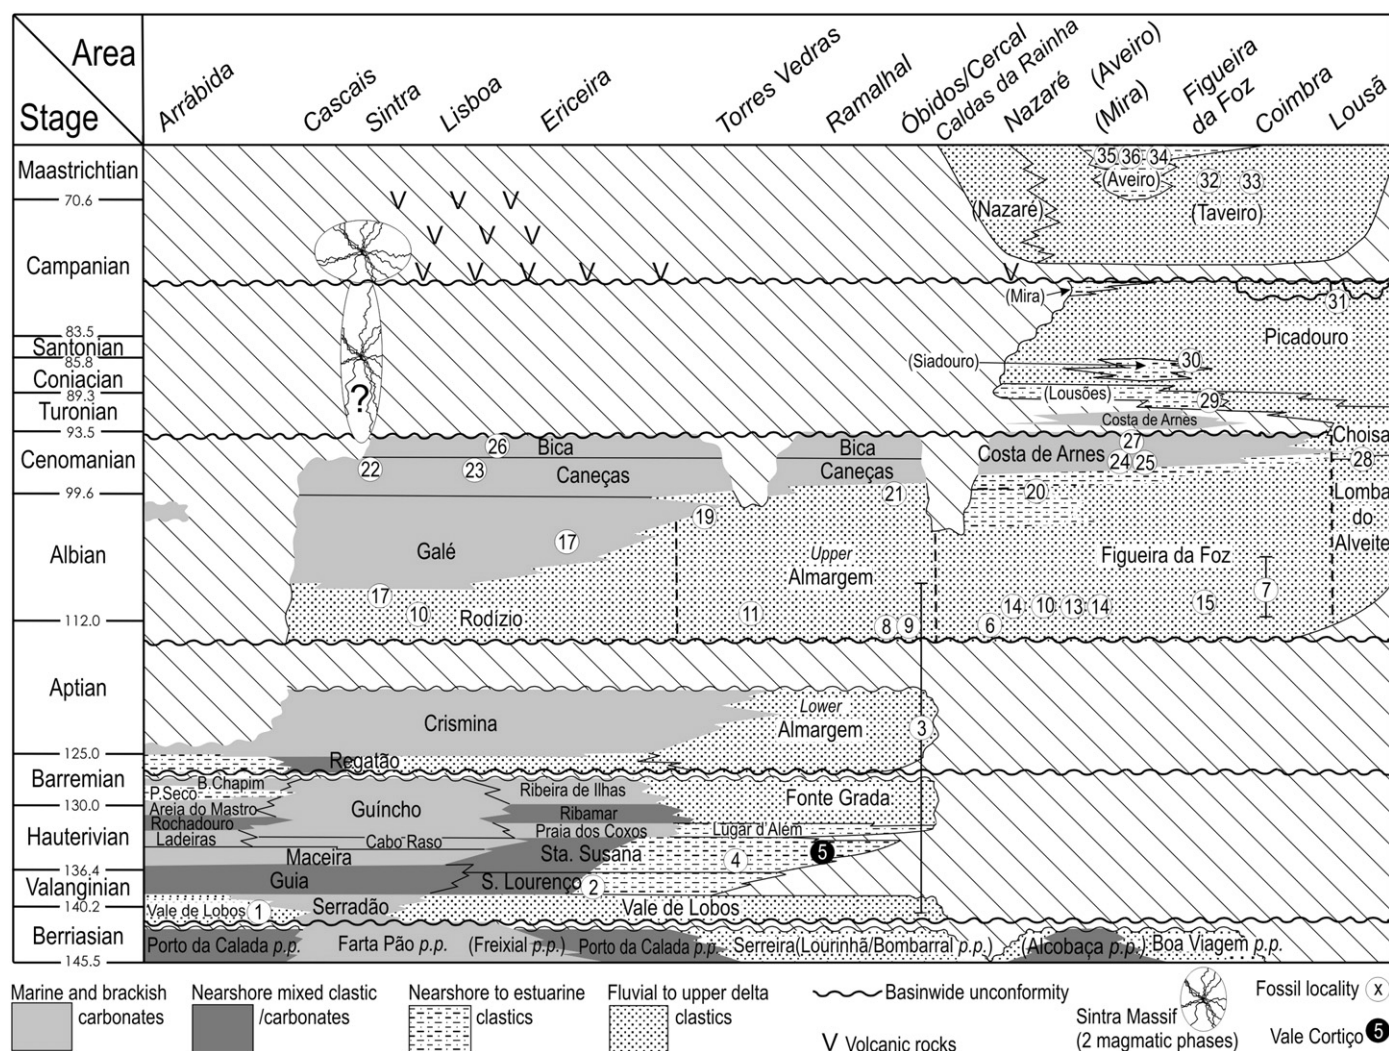 Area
Stage
Arrábida
Cascais
Sintra
Lisboa
Ericeira
Torres Vedras
Ramalhal
Óbidos/Cercal
Caldas da Rainha
Nazaré
(Aveiro)
(Mira)
Figueira
da Foz
Coimbra
Lousã
Maastrichtian
70.6
Campanian
83.5
Santonian
85.8
Coniacian
89.3
Turonian
93.5
Cenomanian
99.6
Albian
112.0
Aptian
125.0
Barremian
130.0
Hauterivian
136.4
Valanginian
140.2
Berriasian
145.5
35 36 34
(Aveiro) 32 33
(Nazaré) (Taveiro)
V V V
V V V
V V V V V V
(Mira) 31
Picadouro
(Siadouro) 30
?
(Lousões) 29
Costa de Arnes
Choisa
26 Bica Bica 27
Costa de Arnes
22 23 Caneças Caneças 24 25 28
21 20 Lomba
do
Alveite
19
17 Galé
Upper
Almargem
Figueira da Foz
17 7
10 Rodízio 11 8 9 6 14 10 13 14 15
Crismina
Lower
Almargem
3
Regatão
B.Chapim
P.Seco
Ribeira de Ilhas
Fonte Grada
Areia do Mastro
Guíncho
Ribamar
Rochadouro
Praia dos Coxos
Lugar d'Além
Ladeiras
Cabo Raso
Maceira
Sta. Susana
4 5
Guia
S. Lourenço 2
Vale de Lobos 1
Serradão
Vale de Lobos
Porto da Calada p.p.
Farta Pão p.p.
(Freixial p.p.)
Porto da Calada p.p.
Serreira(Lourinhã/Bombarral p.p.)
(Alcobaça p.p.)
Boa Viagem p.p.
Marine and brackish
carbonates
Nearshore mixed clastic
/carbonates
Nearshore to estuarine
clastics
Fluvial to upper delta
clastics
Basinwide unconformity
V Volcanic rocks
Sintra Massif
(2 magmatic phases)
Fossil locality x
Vale Cortiço 5